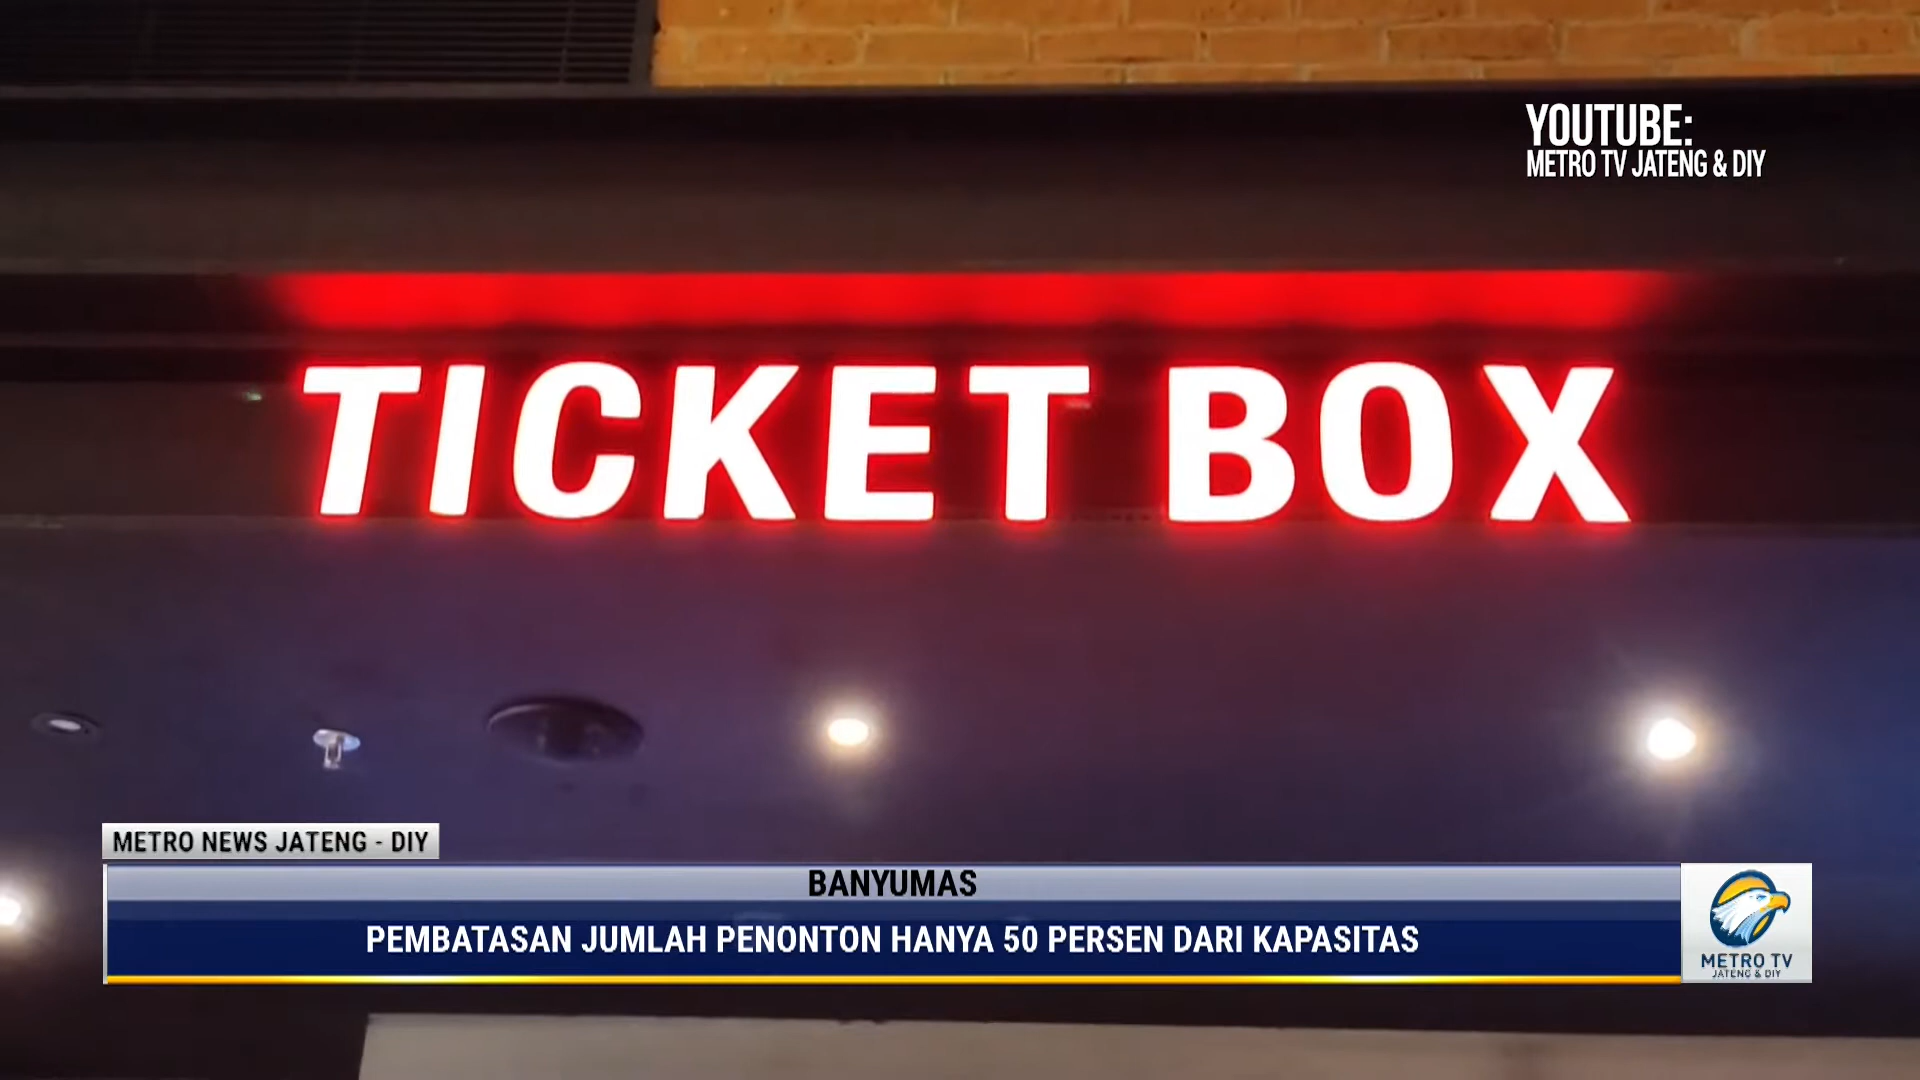 YOUTUBE:
METRO TV JATENG & DIY
TICKET BOX
METRO NEWS JATENG - DIY
BANYUMAS
PEMBATASAN JUMLAH PENONTON HANYA 50 PERSEN DARI KAPASITAS
METRO TV
JATENG & DIY